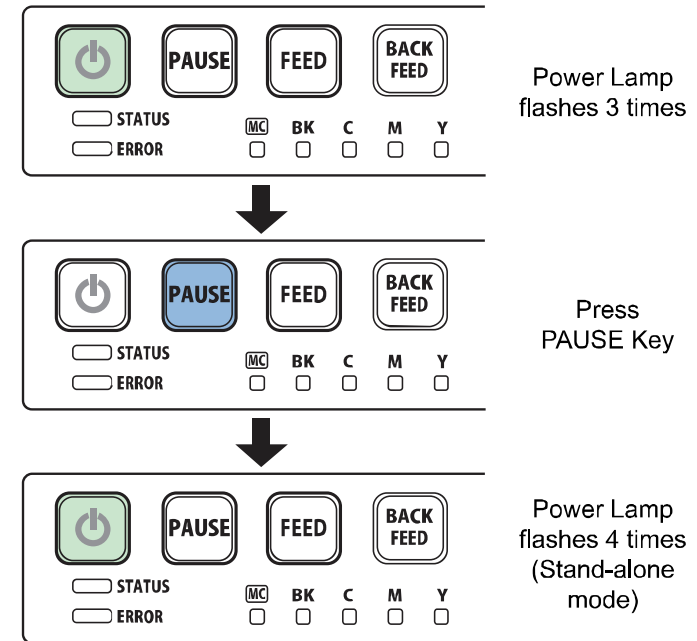 PAUSE
FEED
BACK
FEED
Power Lamp
flashes 3 times
STATUS
ERROR
MC BK C M Y
PAUSE
FEED
BACK
FEED
Press
PAUSE Key
STATUS
ERROR
MC BK C M Y
PAUSE
FEED
BACK
FEED
Power Lamp
flashes 4 times
(Stand-alone
mode)
STATUS
ERROR
MC BK C M Y